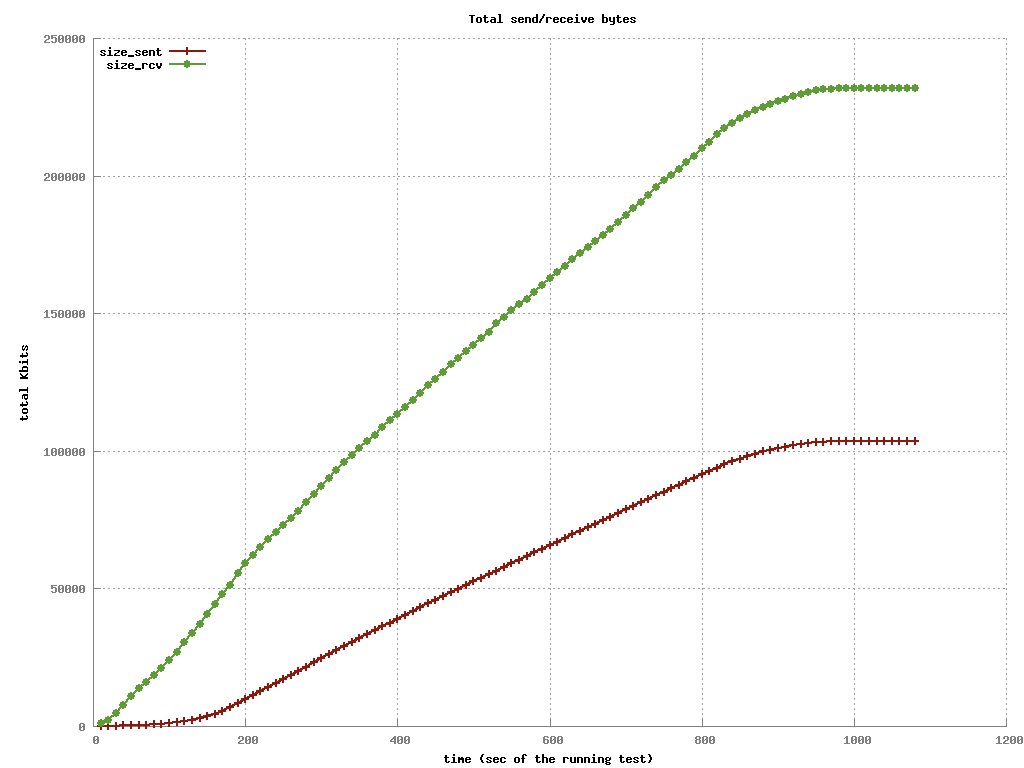 Total send/receive bytes
size_sent
size_rcv
250000
200000
150000
100000
50000
0
total Kbits
0 200 400 600 800 1000 1200
time (sec of the running test)